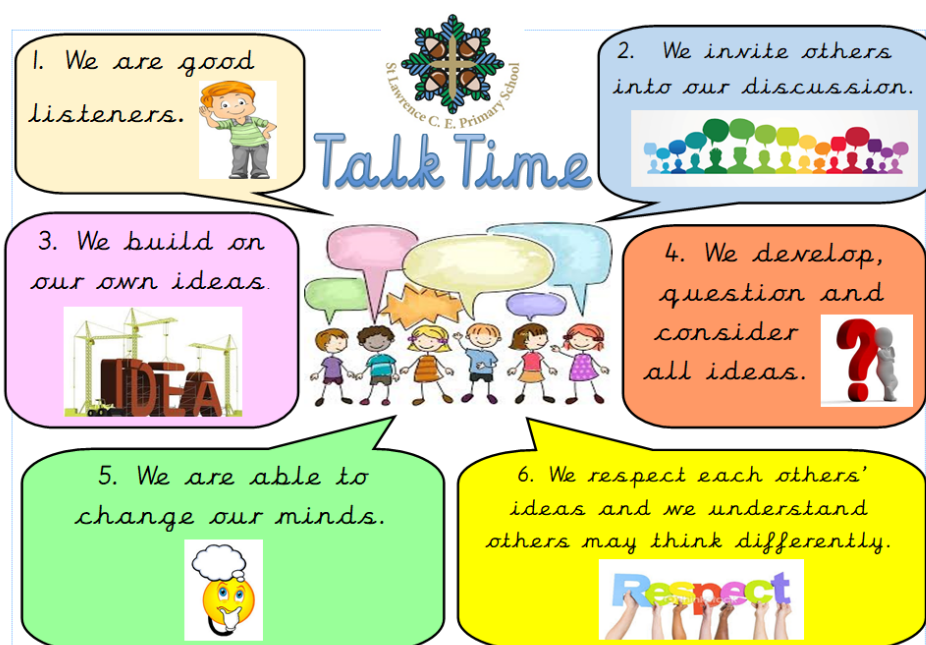 1. We are good
listeners.
St Lawrence C. E. Primary School
Talk Time
2. We invite others
into our discussion.
3. We build on
our own ideas.
IDEA
4. We develop,
question and
consider
all ideas.
?
5. We are able to
change our minds.
6. We respect each others'
ideas and we understand
others may think differently.
Respect